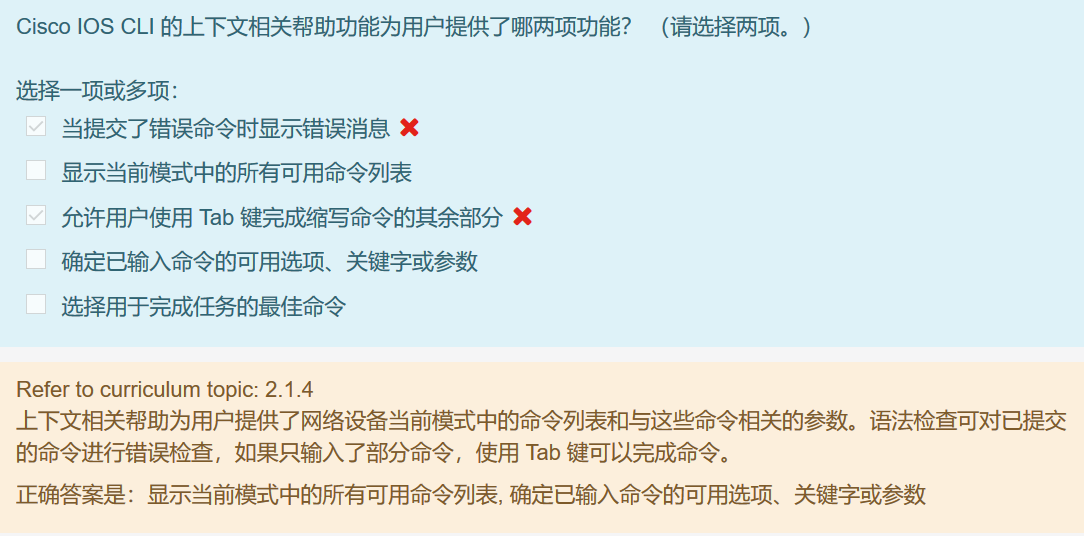 Cisco IOS CLI 的上下文相关帮助功能为用户提供了哪两项功能？ （请选择两项。）
选择一项或多项：
当提交了错误命令时显示错误消息
显示当前模式中的所有可用命令列表
允许用户使用 Tab 键完成缩写命令的其余部分
确定已输入命令的可用选项、关键字或参数
选择用于完成任务的最佳命令
Refer to curriculum topic: 2.1.4
上下文相关帮助为用户提供了网络设备当前模式中的命令列表和与这些命令相关的参数。语法检查可对已提交
的命令进行错误检查，如果只输入了部分命令，使用 Tab 键可以完成命令。
正确答案是：显示当前模式中的所有可用命令列表, 确定已输入命令的可用选项、关键字或参数